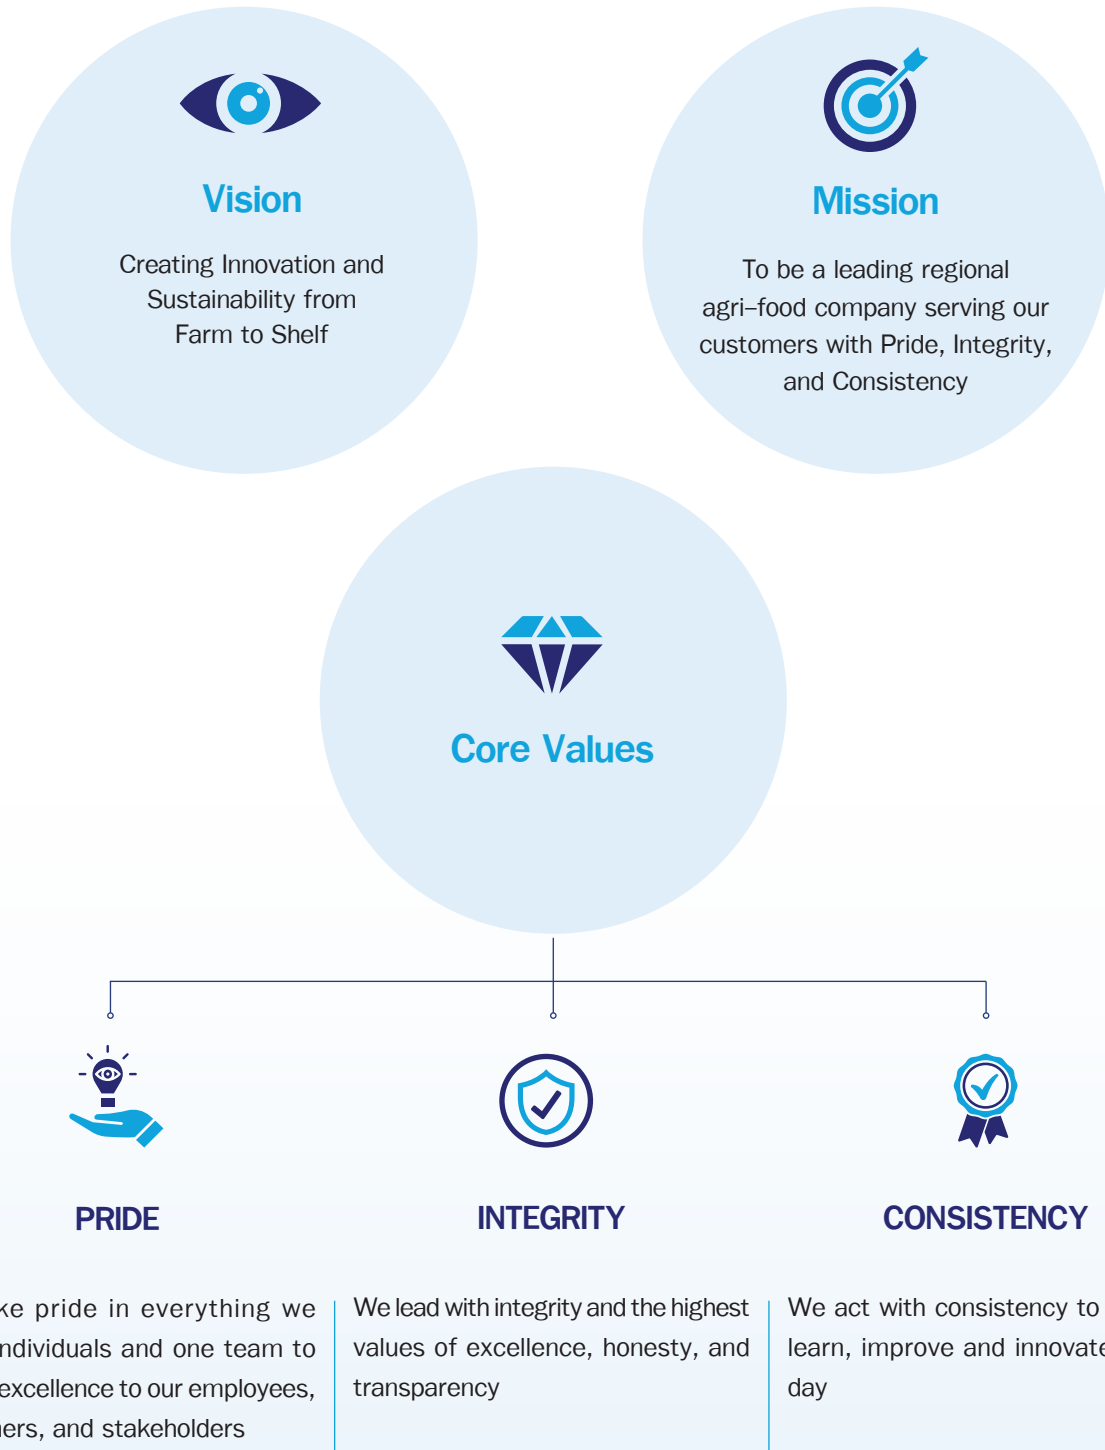 Vision
Creating Innovation and
Sustainability from
Farm to Shelf
Mission
To be a leading regional
agri–food company serving our
customers with Pride, Integrity,
and Consistency
Core Values
PRIDE
ke pride in everything we
ndividuals and one team to
excellence to our employees,
ers, and stakeholders
INTEGRITY
We lead with integrity and the highest
values of excellence, honesty, and
transparency
CONSISTENCY
We act with consistency to
learn, improve and innovate
day